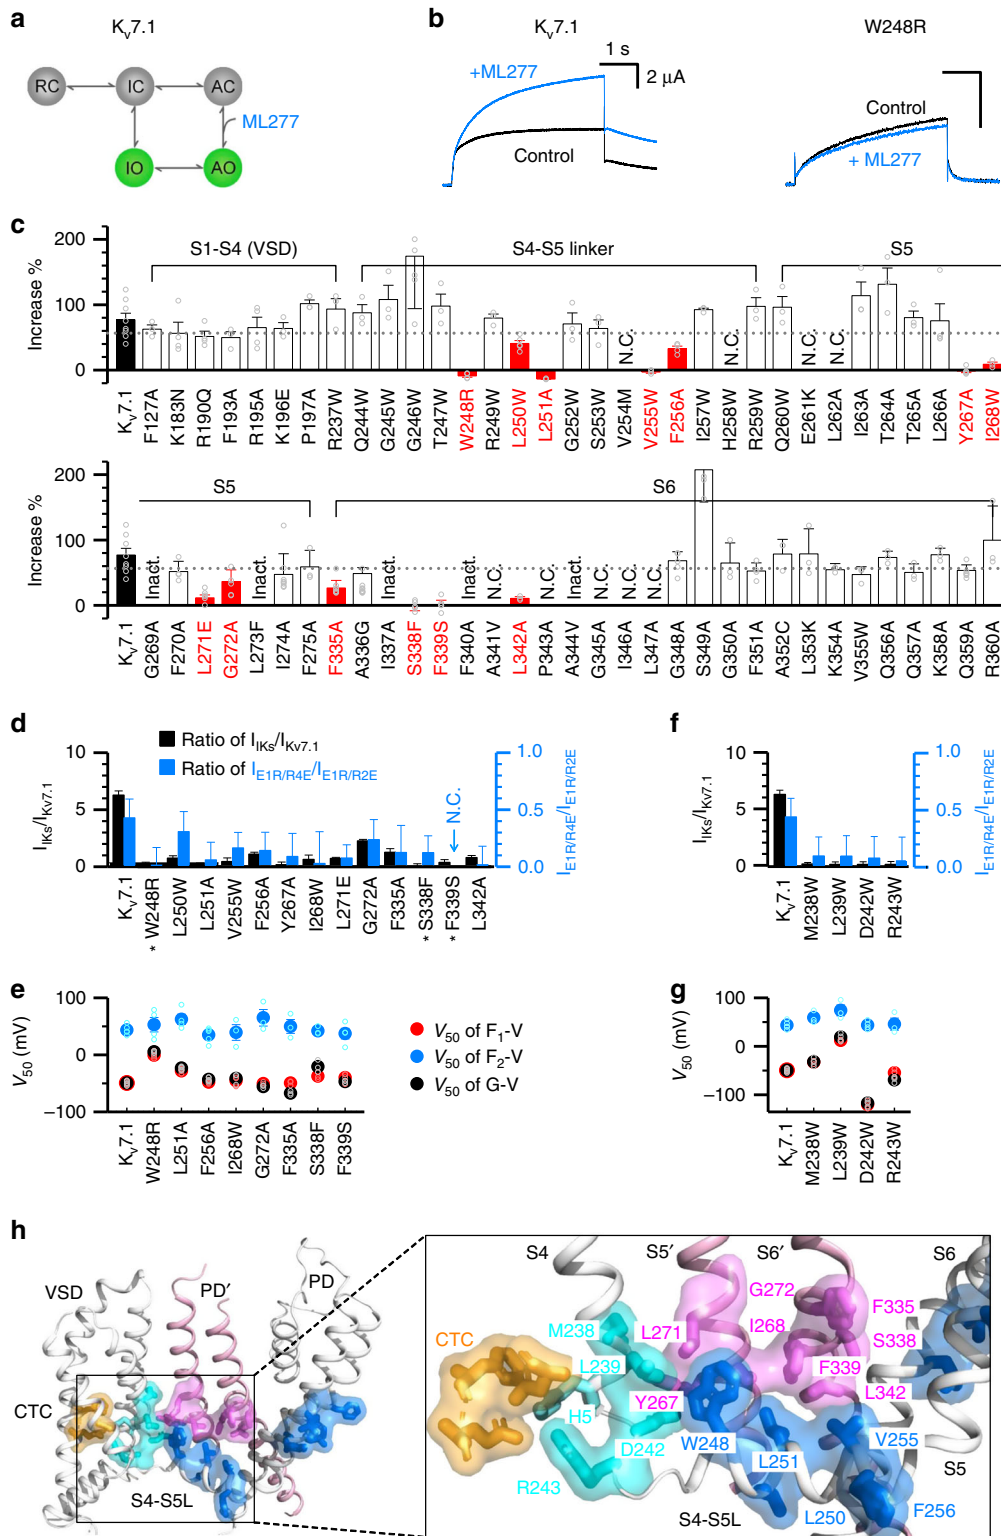 a
Kv7.1
RC
IC
AC
ML277
IO
AO
b
Kv7.1
1 s
2 µA
+ML277
Control
W248R
Control
+ ML277
c
Increase %
200
100
0
S1-S4 (VSD)
S4-S5 linker
S5
N.C.
N.C.
N.C.
N.C.
Kv7.1
F127A
K183N
R190Q
F193A
R195A
K196E
P197A
R237W
Q244W
G245W
G246W
T247W
W248R
R249W
L250W
L251A
G252W
S253W
V254M
V255W
F256A
I257W
H258W
R259W
Q260W
E261K
L262A
I263A
T264A
T265A
L266A
Y267A
I268W
Increase %
200
100
0
S5
S6
Inact.
Inact.
Inact.
Inact.
N.C.
N.C.
Inact.
N.C.
N.C.
N.C.
Kv7.1
G269A
F270A
L271E
G272A
L273F
I274A
F275A
F335A
A336G
I337A
S338F
F339S
F340A
A341V
L342A
P343A
A344V
G345A
I346A
L347A
G348A
S349A
G350A
F351A
A352C
L353K
K354A
V355W
Q356A
Q357A
K358A
Q359A
R360A
d
Ratio of IIKs/IKv7.1
Ratio of IE1R/R4E/IE1R/R2E
IIKs/IKv7.1
10
5
0
N.C.
1.0
0.5
0.0
IE1R/R4E/IE1R/R2E
Kv7.1
* W248R
L250W
L251A
V255W
F256A
Y267A
I268W
L271E
G272A
F335A
* S338F
* F339S
L342A
f
IIKs/IKv7.1
10
5
0
1.0
0.5
0.0
IE1R/R4E/IE1R/R2E
Kv7.1
M238W
L239W
D242W
R243W
e
V50 (mV)
100
0
−100
Kv7.1
W248R
L251A
F256A
I268W
G272A
F335A
S338F
F339S
V50 of F1-V
V50 of F2-V
V50 of G-V
g
V50 (mV)
100
0
−100
Kv7.1
M238W
L239W
D242W
R243W
h
VSD
PD′
PD
CTC
S4-S5L
S4
S5′
S6′
S6
G272
F335
M238
I268
L271
S338
CTC
L239
F339
L342
Y267
H5
W248
V255
D242
L251
S5
R243
L250
F256
S4-S5L